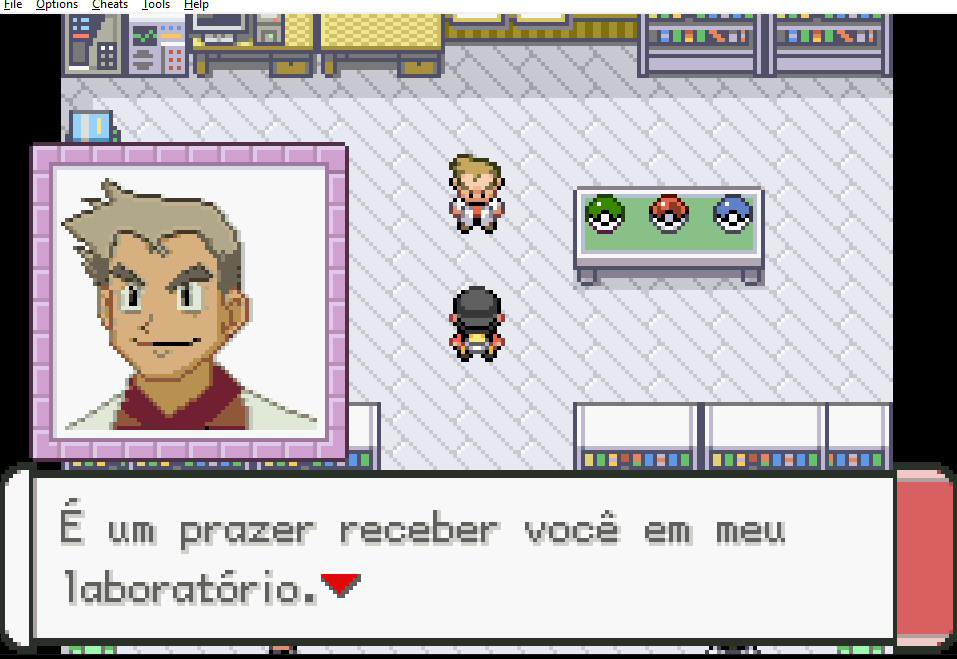 File Options Cheats Tools Help
É um prazer receber você em meu
laboratório.